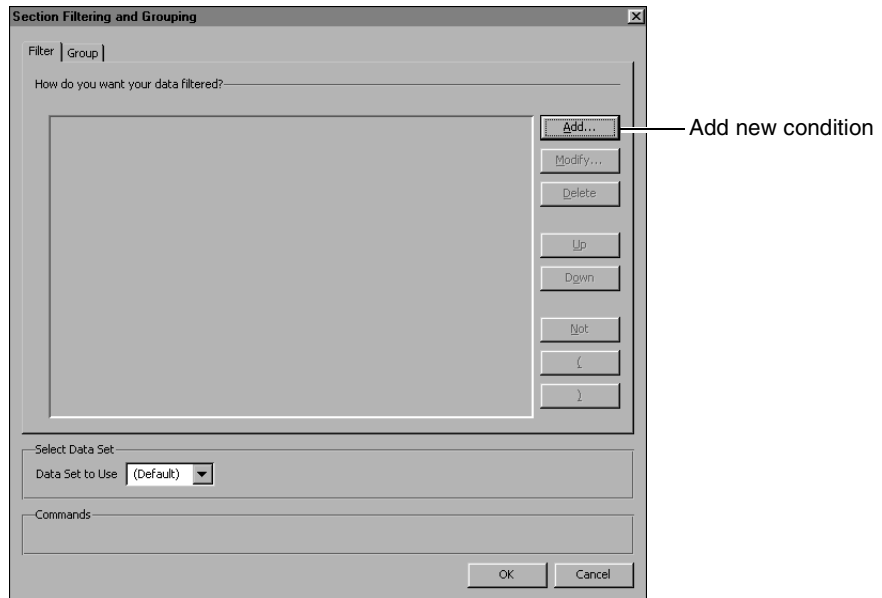 Section Filtering and Grouping
Filter
Group
How do you want your data filtered?
Add...
Add new condition
Modify...
Delete
Up
Down
Not
(
)
Select Data Set
Data Set to Use (Default)
Commands
OK
Cancel